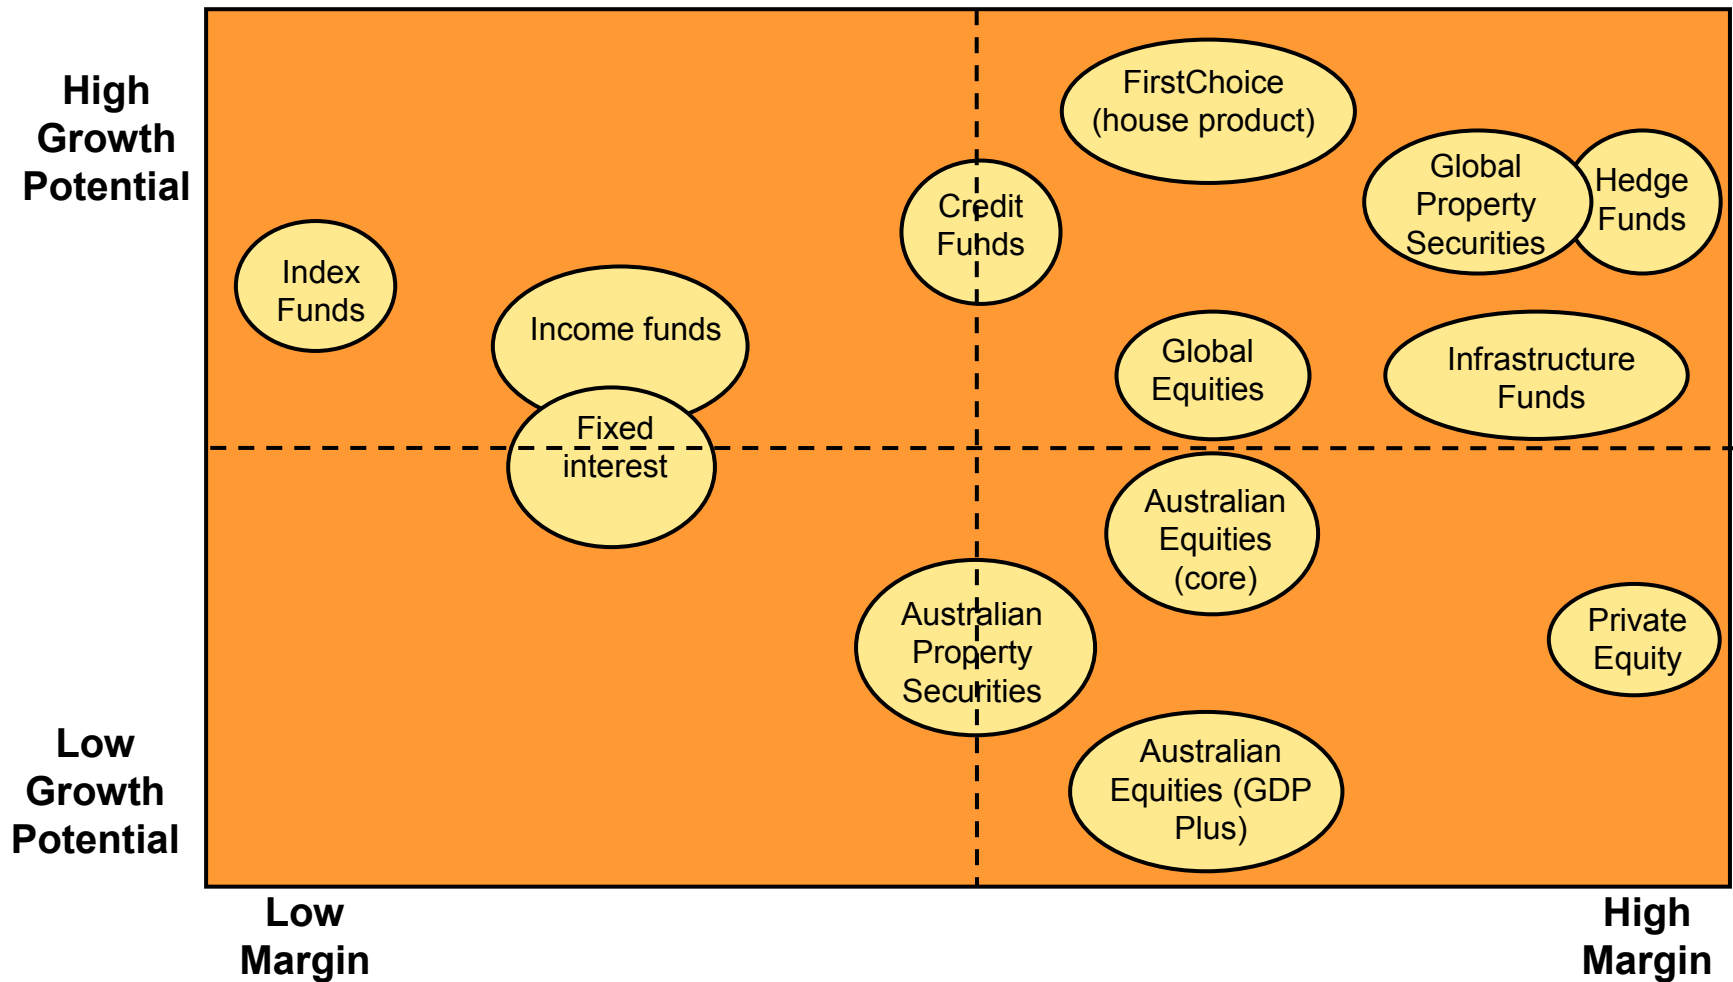 High
Growth
Potential
FirstChoice
(house product)
Global
Property
Securities
Hedge
Funds
Credit
Funds
Index
Funds
Income funds
Global
Equities
Infrastructure
Funds
Fixed
interest
Australian
Equities
(core)
Australian
Property
Securities
Private
Equity
Low
Growth
Potential
Australian
Equities (GDP
Plus)
Low
Margin
High
Margin